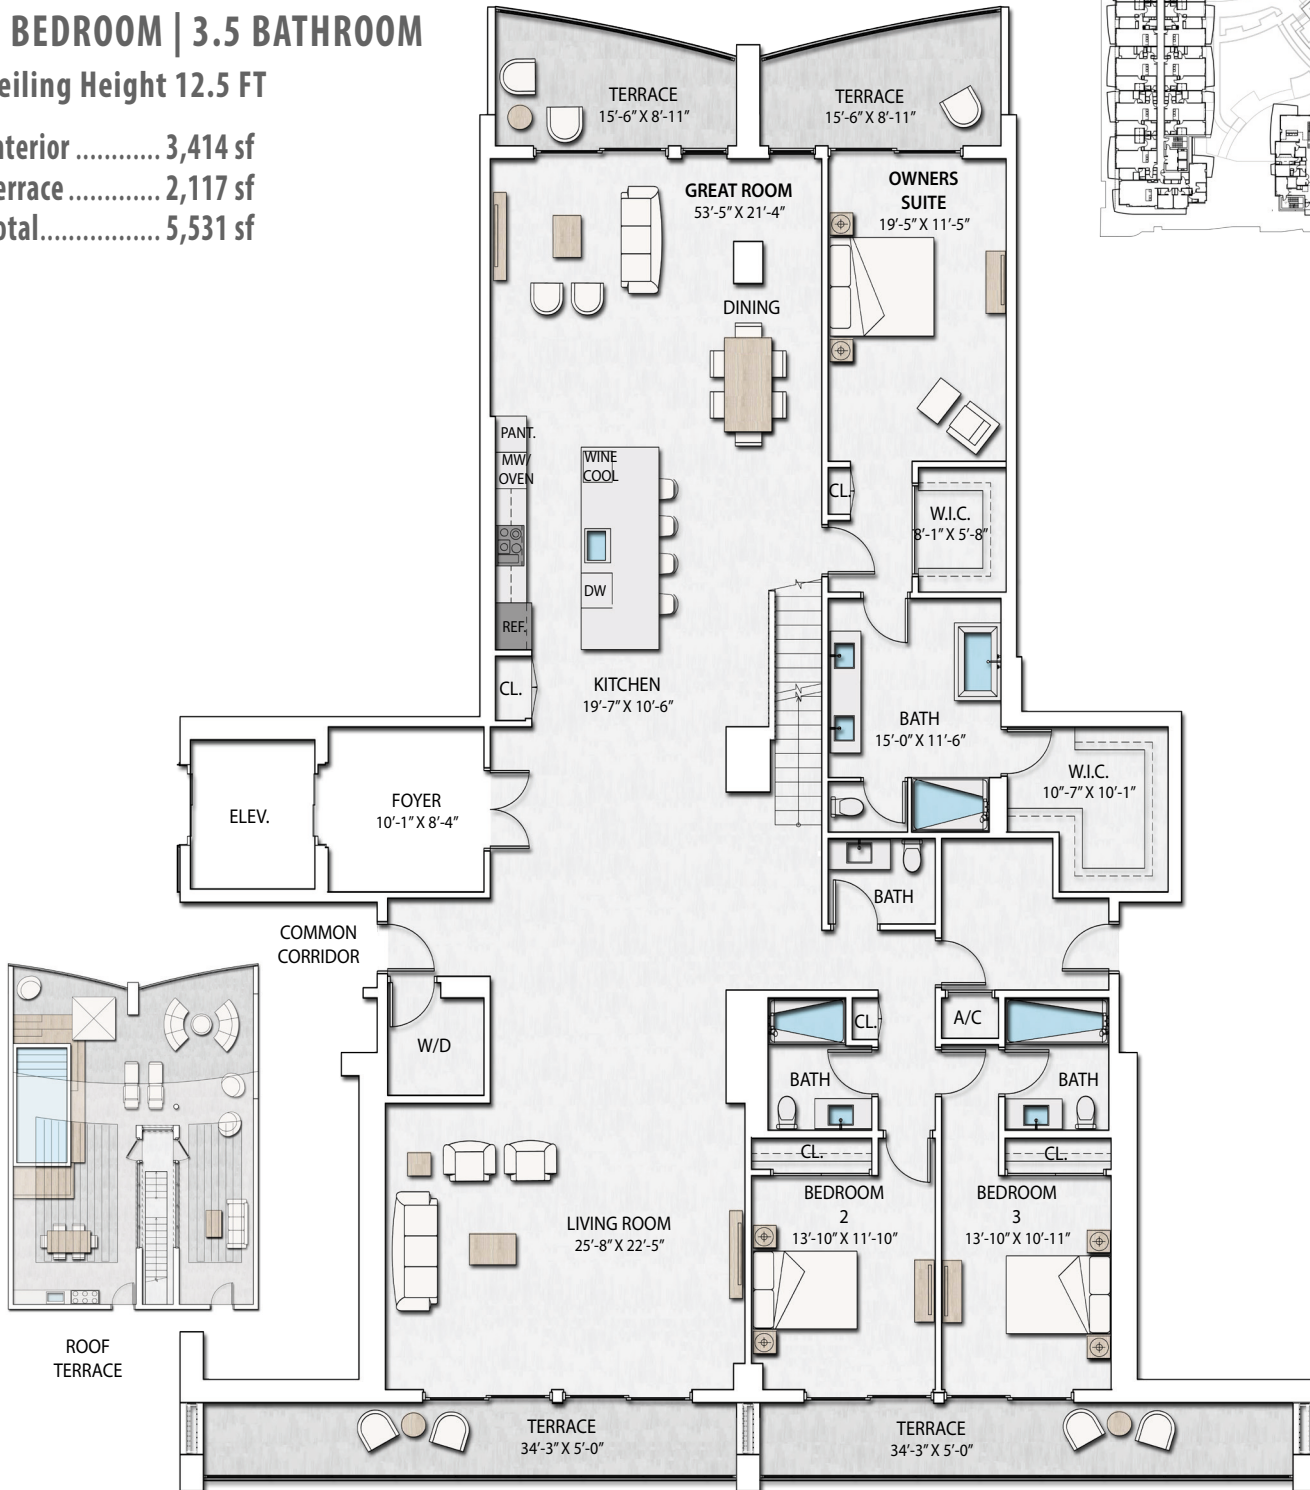 BEDROOM | 3.5 BATHROOM
eiling Height 12.5 FT
nterior ............ 3,414 sf
errace ............. 2,117 sf
otal................. 5,531 sf
TERRACE
15'-6" X 8'-11"
TERRACE
15'-6" X 8'-11"
GREAT ROOM
53'-5" X 21'-4"
OWNERS
SUITE
19'-5" X 11'-5"
DINING
PANT.
MW/
OVEN
WINE
COOL
CL.
W.I.C.
8'-1" X 5'-8"
DW
REF.
CL.
KITCHEN
19'-7" X 10'-6"
BATH
15'-0" X 11'-6"
W.I.C.
10"-7" X 10'-1"
ELEV.
FOYER
10'-1" X 8'-4"
BATH
COMMON
CORRIDOR
W/D
CL.
A/C
BATH
BATH
CL.
CL.
LIVING ROOM
25'-8" X 22'-5"
BEDROOM
2
13'-10" X 11'-10"
BEDROOM
3
13'-10" X 10'-11"
ROOF
TERRACE
TERRACE
34'-3" X 5'-0"
TERRACE
34'-3" X 5'-0"